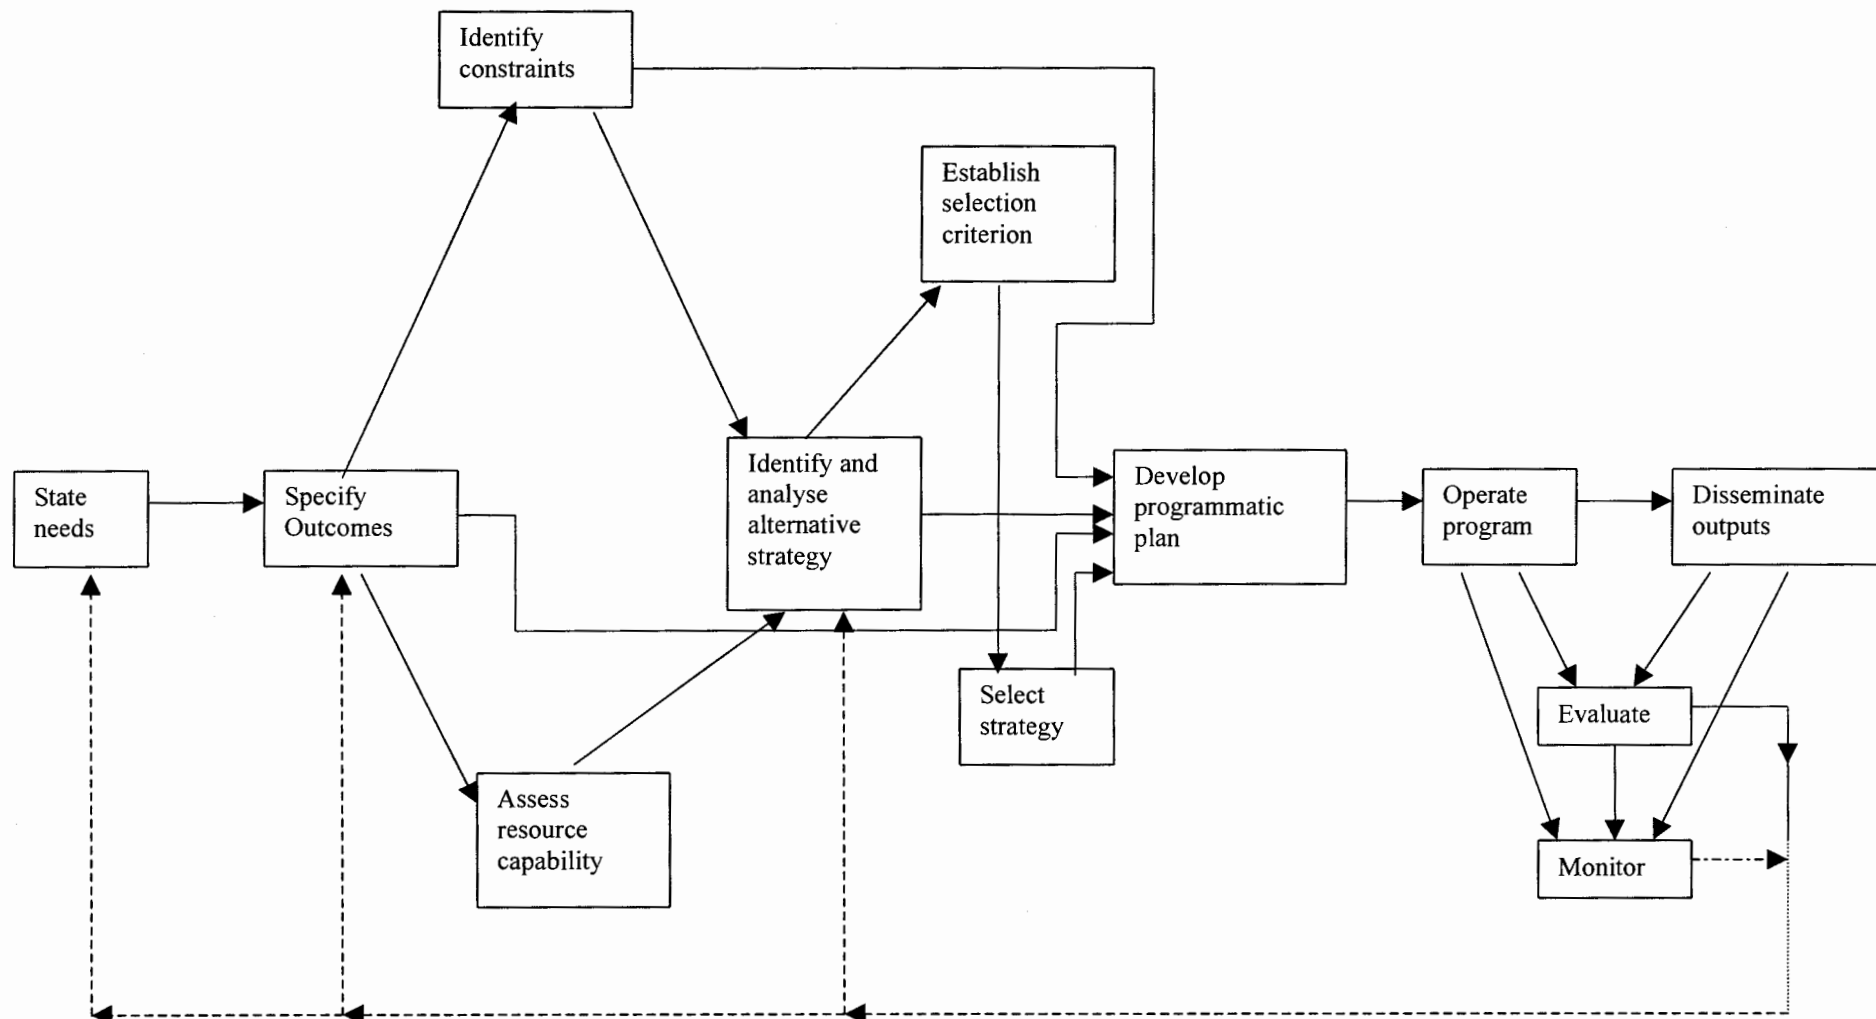 Identify
constraints
Establish
selection
criterion
State
needs
Specify
Outcomes
Identify and
analyse
alternative
strategy
Develop
programmatic
plan
Operate
program
Disseminate
outputs
Select
strategy
Evaluate
Assess
resource
capability
Monitor